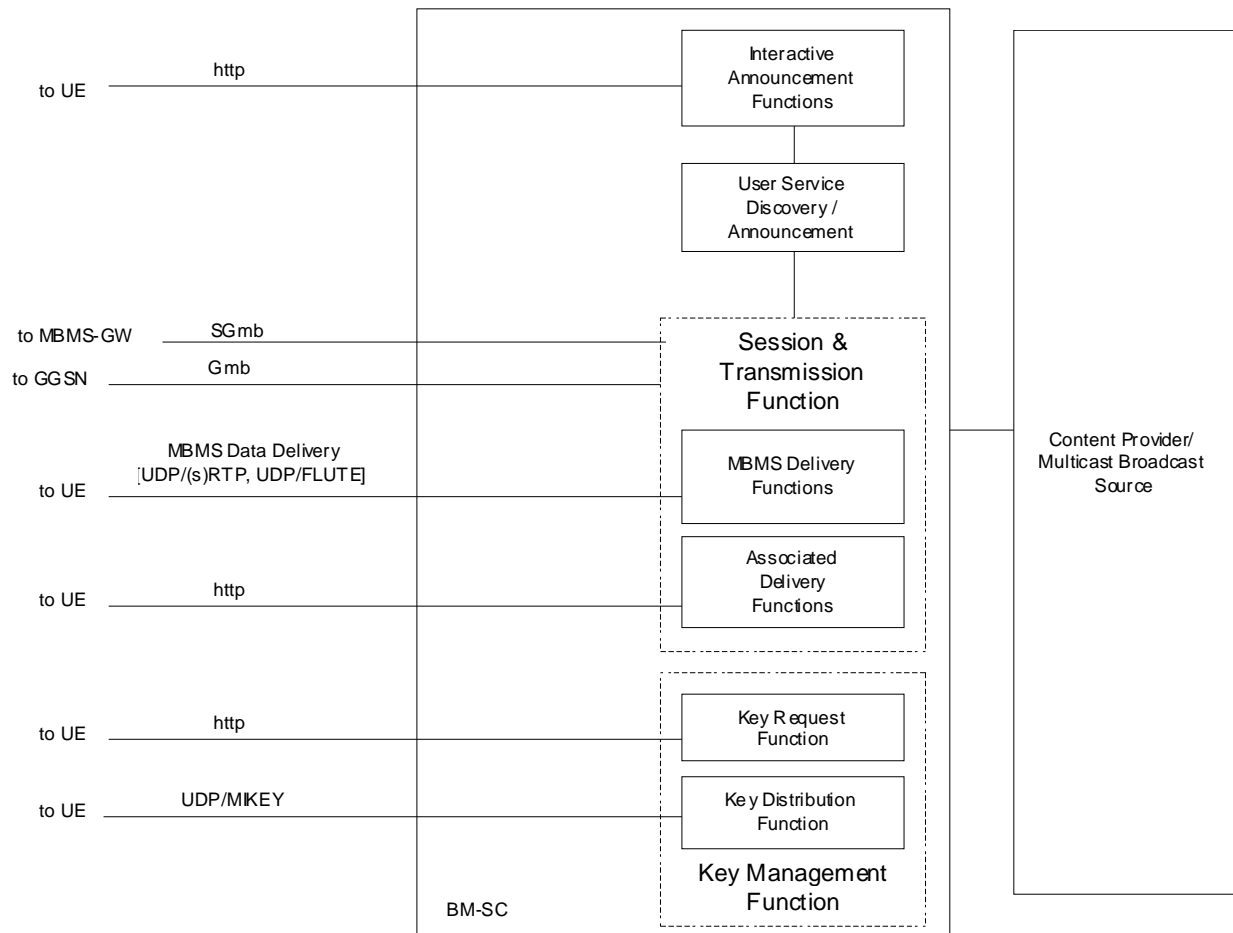 Interactive
Announcement
Functions
http
to UE
User Service
Discovery /
Announcement
to MBMS-GW
SGmb
to GGSN
Gmb
Session &
Transmission
Function
MBMS Data Delivery
[UDP/(s)RTP, UDP/FLUTE]
to UE
MBMS Delivery
Functions
Content Provider/
Multicast Broadcast
Source
Associated
Delivery
Functions
http
to UE
Key Request
Function
http
to UE
Key Distribution
Function
UDP/MIKEY
to UE
Key Management
Function
BM-SC